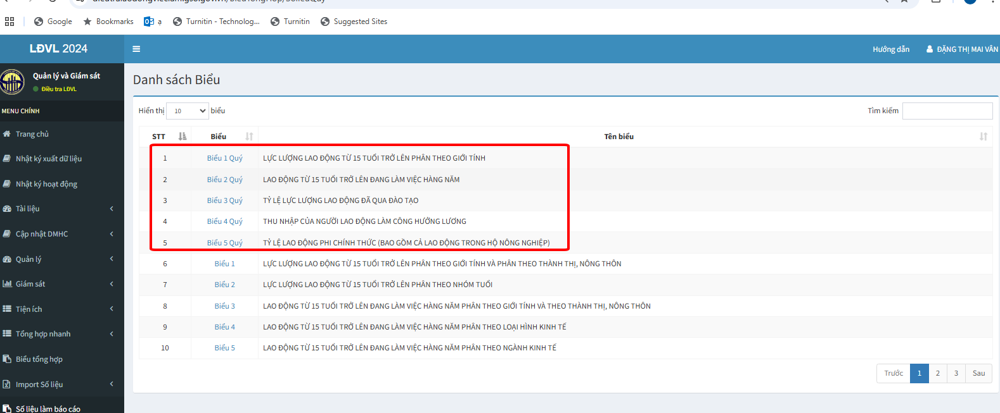 Google
Bookmarks
ạ
Turnitin - Technolog...
Turnitin
Suggested Sites
LĐVL 2024
Hướng dẫn
ĐẶNG THỊ MAI VÂN
Quản lý và Giám sát
Điều tra LĐVL
MENU CHÍNH
Trang chủ
Nhật ký xuất dữ liệu
Nhật ký hoạt động
Tài liệu
Cập nhật DMHC
Quản lý
Giám sát
Tiện ích
Tổng hợp nhanh
Biểu tổng hợp
Import Số liệu
Số liệu làm báo cáo
Danh sách Biểu
Hiển thị 10 biểu
Tìm kiếm
STT Biểu Tên biểu
1 Biểu 1 Quý LỰC LƯỢNG LAO ĐỘNG TỪ 15 TUỔI TRỞ LÊN PHÂN THEO GIỚI TÍNH
2 Biểu 2 Quý LAO ĐỘNG TỪ 15 TUỔI TRỞ LÊN ĐANG LÀM VIỆC HÀNG NĂM
3 Biểu 3 Quý TỶ LỆ LỰC LƯỢNG LAO ĐỘNG ĐÃ QUA ĐÀO TẠO
4 Biểu 4 Quý THU NHẬP CỦA NGƯỜI LAO ĐỘNG LÀM CÔNG HƯỞNG LƯƠNG
5 Biểu 5 Quý TỶ LỆ LAO ĐỘNG PHI CHÍNH THỨC (BAO GỒM CẢ LAO ĐỘNG TRONG HỘ NÔNG NGHIỆP)
6 Biểu 1 LỰC LƯỢNG LAO ĐỘNG TỪ 15 TUỔI TRỞ LÊN PHÂN THEO GIỚI TÍNH VÀ PHÂN THEO THÀNH THỊ, NÔNG THÔN
7 Biểu 2 LỰC LƯỢNG LAO ĐỘNG TỪ 15 TUỔI TRỞ LÊN PHÂN THEO NHÓM TUỔI
8 Biểu 3 LAO ĐỘNG TỪ 15 TUỔI TRỞ LÊN ĐANG LÀM VIỆC HÀNG NĂM PHÂN THEO GIỚI TÍNH VÀ THEO THÀNH THỊ, NÔNG THÔN
9 Biểu 4 LAO ĐỘNG TỪ 15 TUỔI TRỞ LÊN ĐANG LÀM VIỆC HÀNG NĂM PHÂN THEO LOẠI HÌNH KINH TẾ
10 Biểu 5 LAO ĐỘNG TỪ 15 TUỔI TRỞ LÊN ĐANG LÀM VIỆC HÀNG NĂM PHÂN THEO NGÀNH KINH TẾ
Trước 1 2 3 Sau